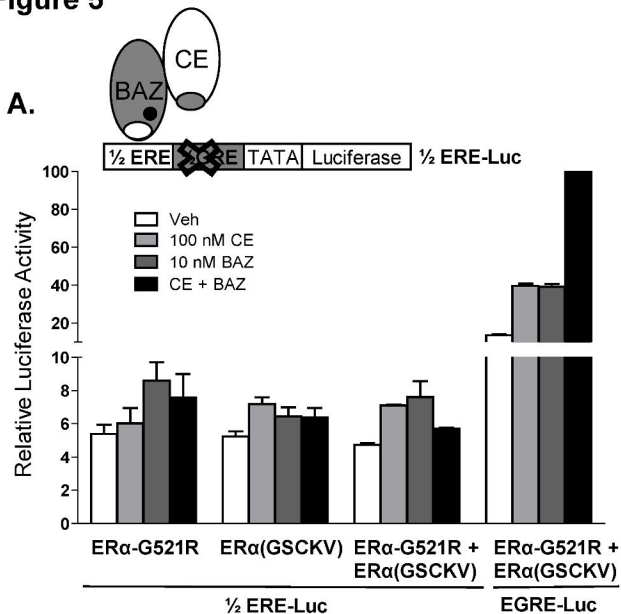 Figure 5
CE
BAZ
A.
½ ERE TATA Luciferase ½ ERE-Luc
Relative Luciferase Activity
100
80
60
40
20
10
8
6
4
2
0
Veh
100 nM CE
10 nM BAZ
CE + BAZ
ERα-G521R
ERα(GSCKV)
ERα-G521R +
ERα(GSCKV)
ERα-G521R +
ERα(GSCKV)
½ ERE-Luc
EGRE-Luc